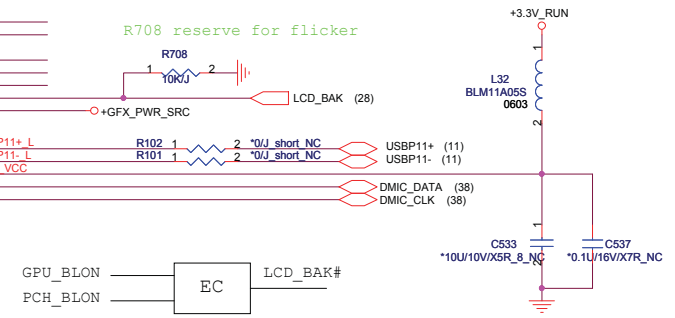 +3.3V_RUN
R708 reserve for flicker
R708
1 2
10K/J
1
L32
BLM11A05S
0603
2
LCD_BAK (28)
+GFX_PWR_SRC
P11+_L R102 1 2 *0/J_short_NC USBP11+ (11)
P11-_L R101 1 2 *0/J_short_NC USBP11- (11)
_VCC
DMIC_DATA (38)
DMIC_CLK (38)
1
C533
*10U/10V/X5R_8_NC
2
C537
*0.1U/16V/X7R_NC
GPU_BLON
EC
LCD_BAK#
PCH_BLON